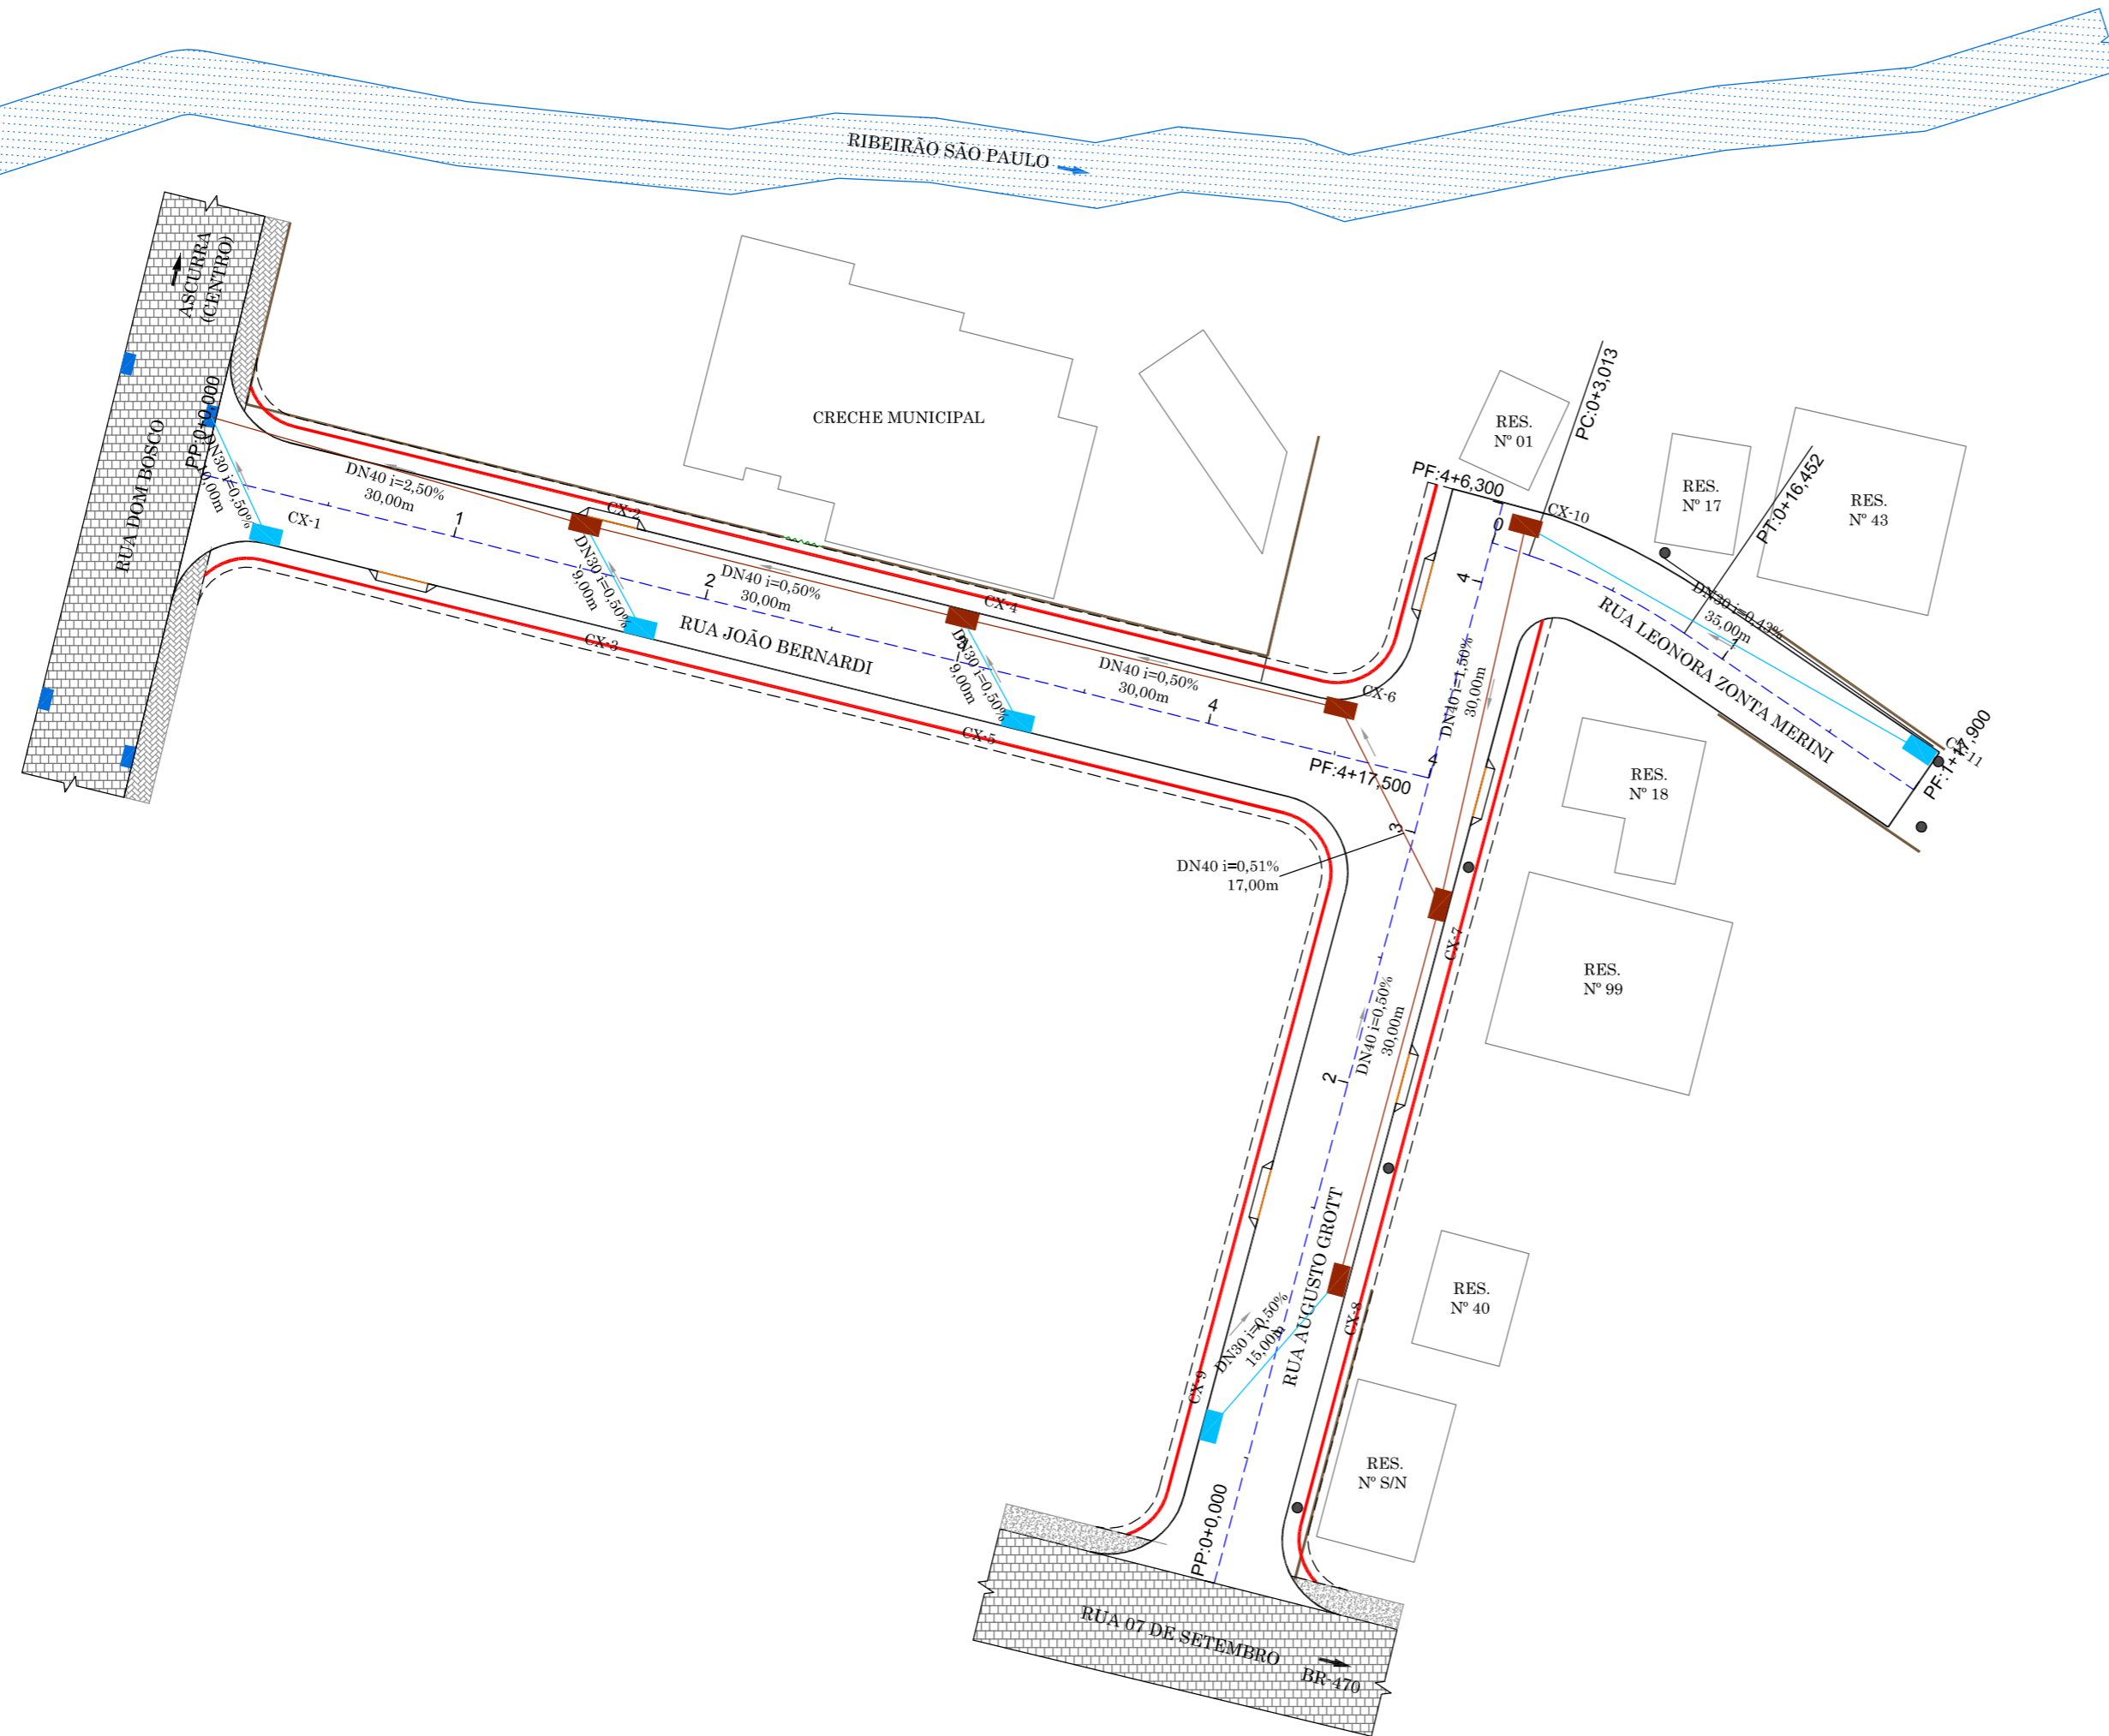 RIBEIRÃO SÃO PAULO
ASCURRA
(CENTRO)
RUA DOM BOSCO
PP:0+0,000
DN30 i=0,50%
CX-1
DN40 i=2,50%
30,00m
1
CX-2
DN30 i=0,50%
9,00m
CX-3
2
DN40 i=0,50%
30,00m
RUA JOÃO BERNARDI
CRECHE MUNICIPAL
CX-4
DN30 i=0,50%
9,00m
CX-5
DN40 i=0,50%
30,00m
4
CX-6
PF:4+17,500
4
PF:4+6,300
0
4
RES.
Nº 01
PC:0+3,013
CX-10
RES.
Nº 17
PT:0+16,452
RES.
Nº 43
DN30 i=0,43%
35,00m
1
RUA LEONORA ZONTA MERINI
PF:1+17,900
DN40 i=1,50%
30,00m
RES.
Nº 18
3
DN40 i=0,51%
17,00m
CX-7
RES.
Nº 99
DN40 i=0,50%
30,00m
2
RUA AUGUSTO GROTT
CX-8
RES.
Nº 40
DN30 i=0,50%
15,00m
CX-9
RES.
Nº S/N
PP:0+0,000
RUA 07 DE SETEMBRO
BR-470